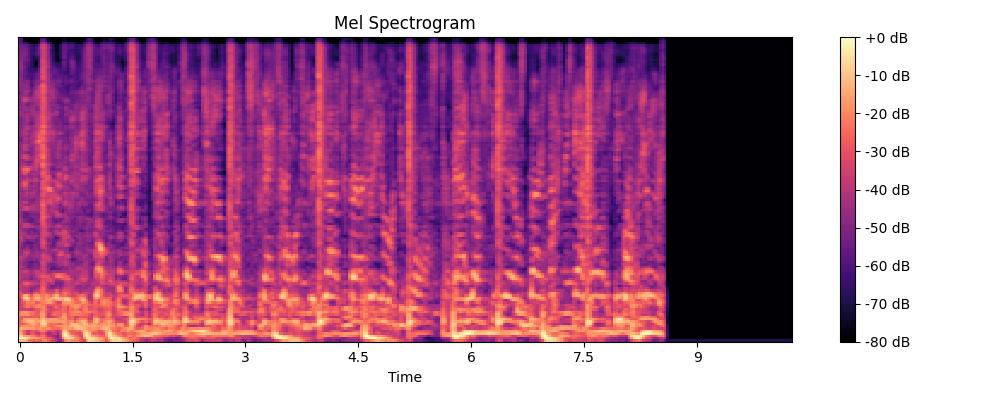 Mel Spectrogram
+0 dB
-10 dB
-20 dB
-30 dB
-40 dB
-50 dB
-60 dB
-70 dB
-80 dB
0 1.5 3 4.5 6 7.5 9
Time